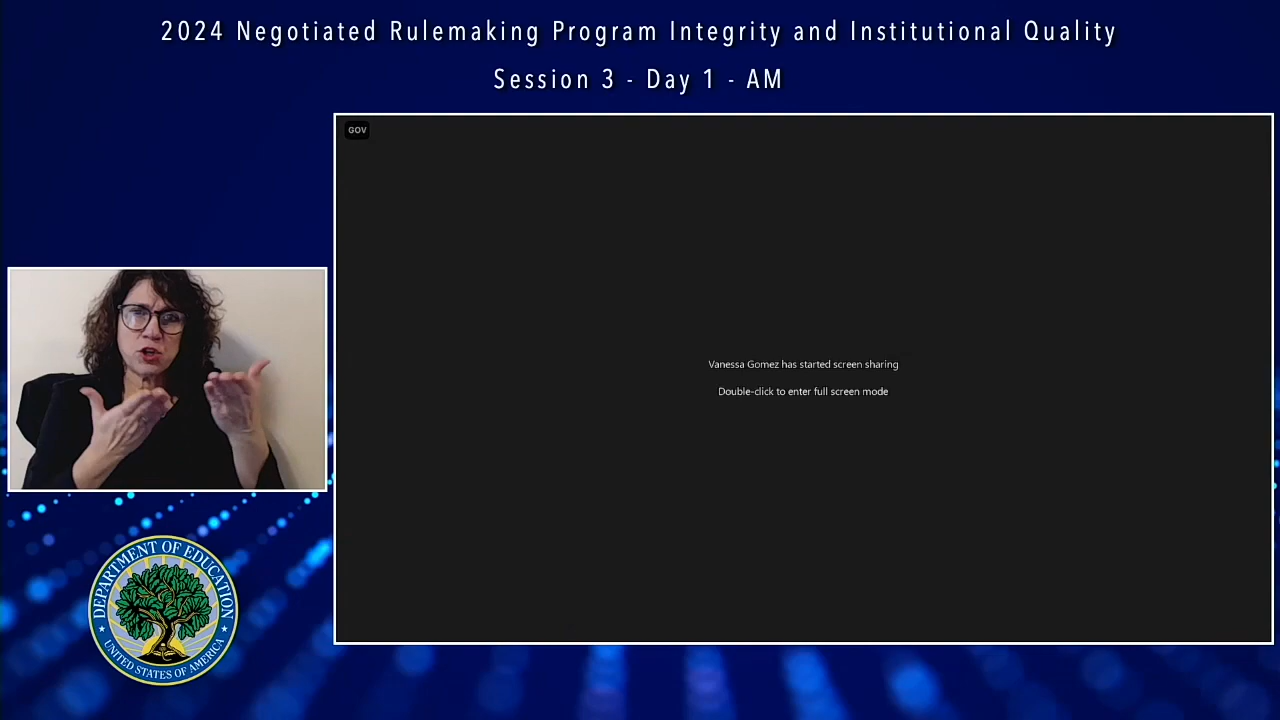 2024 Negotiated Rulemaking Program Integrity and Institutional Quality
Session 3 - Day 1 - AM
GOV
Vanessa Gomez has started screen sharing
Double-click to enter full screen mode
DEPARTMENT OF EDUCATION
UNITED STATES OF AMERICA